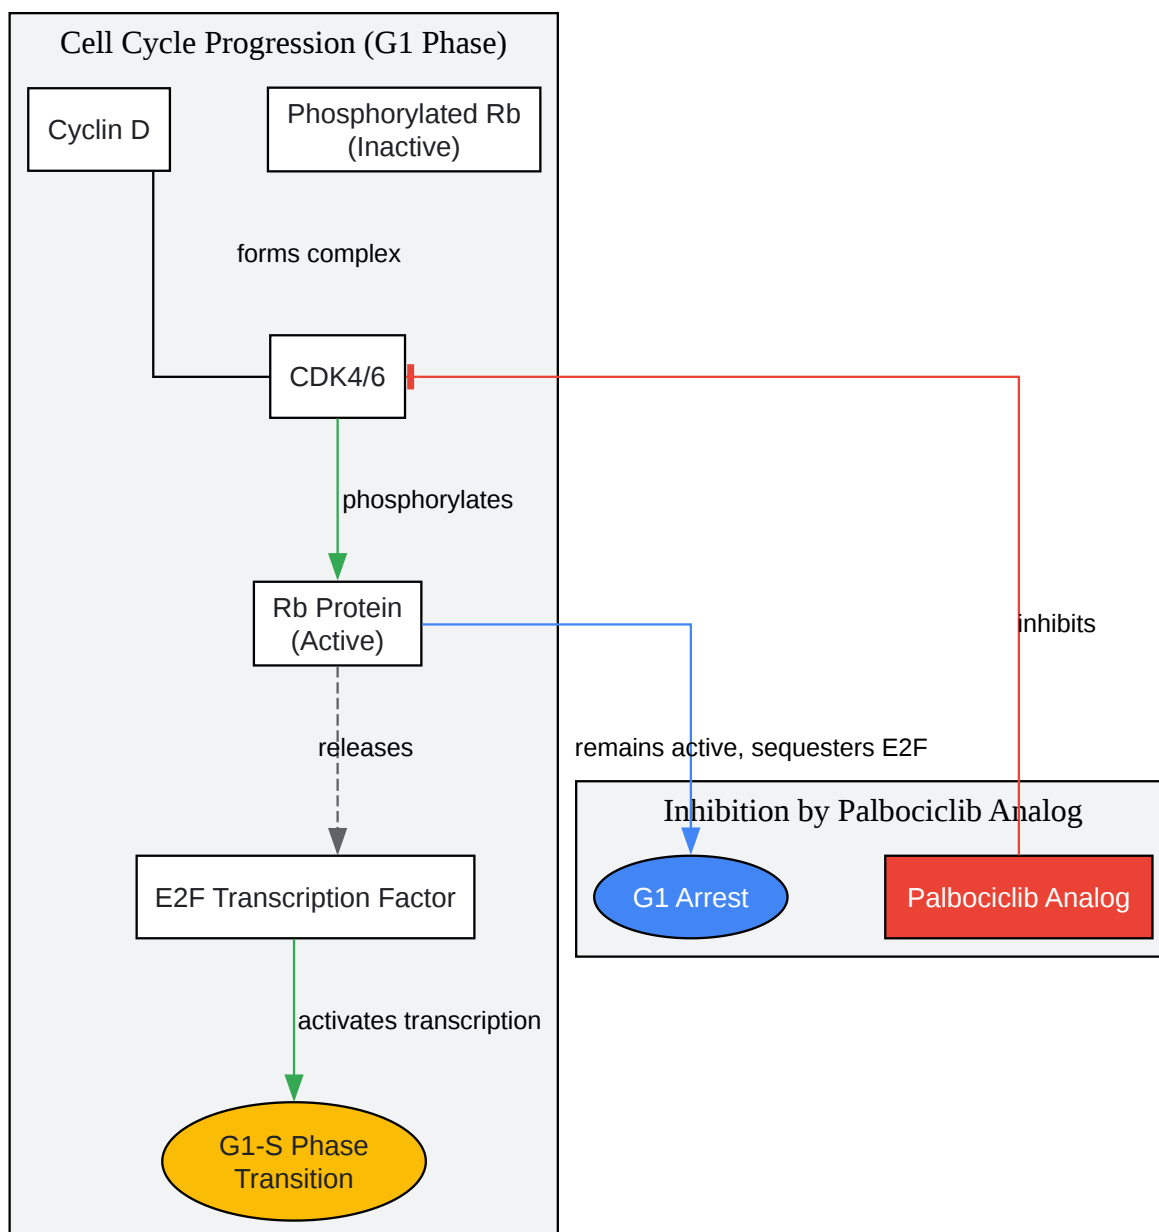 Cell Cycle Progression (G1 Phase)
Cyclin D
Phosphorylated Rb
(Inactive)
forms complex
CDK4/6
phosphorylates
Rb Protein
(Active)
inhibits
releases
remains active, sequesters E2F
Inhibition by Palbociclib Analog
E2F Transcription Factor
G1 Arrest
Palbociclib Analog
activates transcription
G1-S Phase
Transition